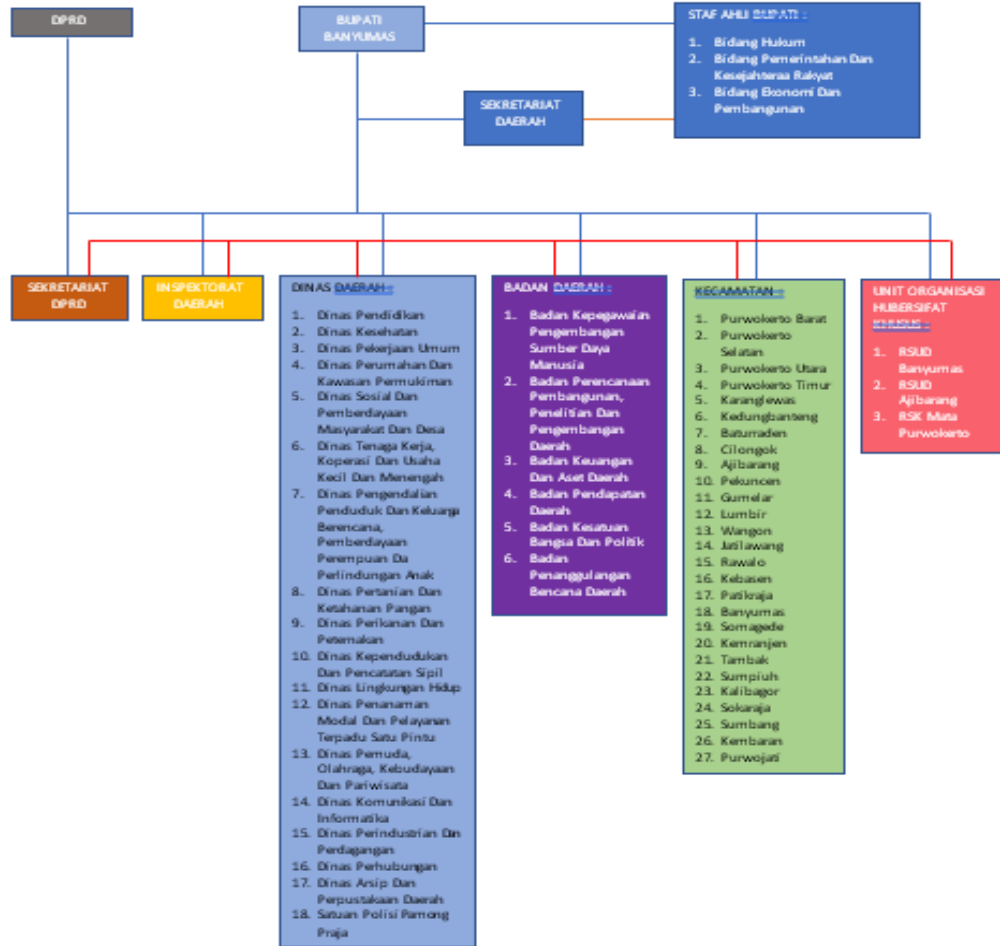 DPRD
BUPATI
BANYUMAS
STAF AHLI BUPATI :
1. Bidang Hukum
2. Bidang Pemerintahan Dan
Kesejahteraa Rakyat
3. Bidang Ekonomi Dan
Pembangunan
SEKRETARIAT
DAERAH
SEKRETARIAT
DPRD
INSPEKTORAT
DAERAH
DINAS DAERAH :
1. Dinas Pendidikan
2. Dinas Kesehatan
3. Dinas Pekerjaan Umum
4. Dinas Perumahan Dan
Kawasan Permukiman
5. Dinas Sosial Dan
Pemberdayaan
Masyarakat Dan Desa
6. Dinas Tenaga Kerja,
Koperasi Dan Usaha
Kecil Dan Menengah
7. Dinas Pengendalian
Penduduk Dan Keluarga
Berencana,
Pemberdayaan
Perempuan Da
Perlindungan Anak
8. Dinas Pertanian Dan
Ketahanan Pangan
9. Dinas Perikanan Dan
Peternakan
10. Dinas Kependudukan
Dan Pencatatan Sipil
11. Dinas Lingkungan Hidup
12. Dinas Penanaman
Modal Dan Pelayanan
Terpadu Satu Pintu
13. Dinas Pemuda,
Olahraga, Kebudayaan
Dan Pariwisata
14. Dinas Komunikasi Dan
Informatika
15. Dinas Perindustrian Dan
Perdagangan
16. Dinas Perhubungan
17. Dinas Arsip Dan
Perpustakaan Daerah
18. Satuan Polisi Pamong
Praja
BADAN DAERAH :
1. Badan Kepegawaian
Pengembangan
Sumber Daya
Manusia
2. Badan Perencanaan
Pembangunan,
Penelitian Dan
Pengembangan
Daerah
3. Badan Keuangan
Dan Aset Daerah
4. Badan Pendapatan
Daerah
5. Badan Kesatuan
Bangsa Dan Politik
6. Badan
Penanggulangan
Bencana Daerah
KECAMATAN :
1. Purwokerto Barat
2. Purwokerto
Selatan
3. Purwokerto Utara
4. Purwokerto Timur
5. Karanglewas
6. Kedungbanteng
7. Baturraden
8. Cilongok
9. Ajibarang
10. Pekuncen
11. Gumelar
12. Lumbir
13. Wangon
14. Jatilawang
15. Rawalo
16. Kebasen
17. Patikraja
18. Banyumas
19. Somagede
20. Kemranjen
21. Tambak
22. Sumpiuh
23. Kalibagor
24. Sokaraja
25. Sumbang
26. Kembaran
27. Purwojati
UNIT ORGANISASI
HUBERSIFAT
KHUSUS :
1. RSUD
Banyumas
2. RSUD
Ajibarang
3. RSK Mata
Purwokerto